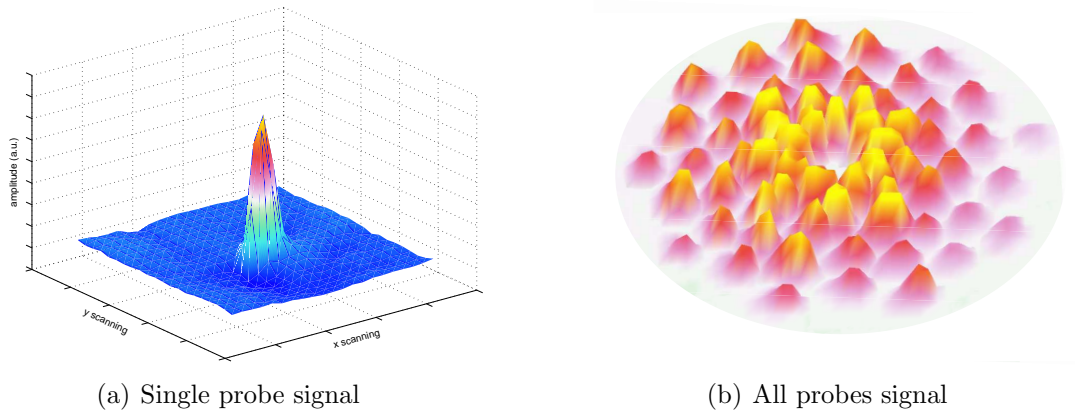 amplitude (a.u.)
y scanning
x scanning
(a) Single probe signal
(b) All probes signal